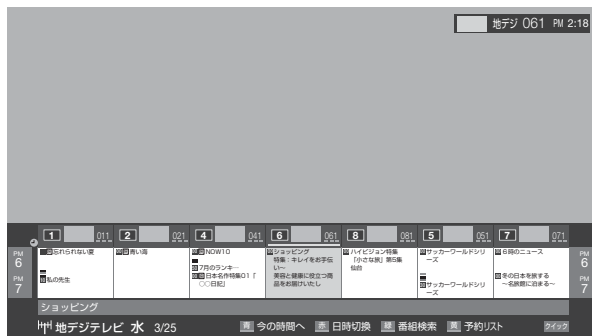 地デジ 061 PM 2:18
1 011 2 021 4 041 6 061 8 081 5 051 7 071
PM 6
PM 7
忘れられない夏
私の先生
青い海
NOW10
7月のランキー
日本名作特集01「
○○日記」
ショッピング
特集:キレイをお手伝
い〜
美容と健康に役立つ商
品をお届けいたし
ハイビジョン特集
「小さな旅」第5集
仙台
サッカーワールドシリ
ーズ
サッカーワールドシリ
ーズ
6時のニュース
冬の日本を旅する
〜名旅館に泊まる〜
PM 6
PM 7
ショッピング
地デジテレビ 水 3/25 青 今の時間へ 赤 日時切換 緑 番組検索 黄 予約リスト クイック